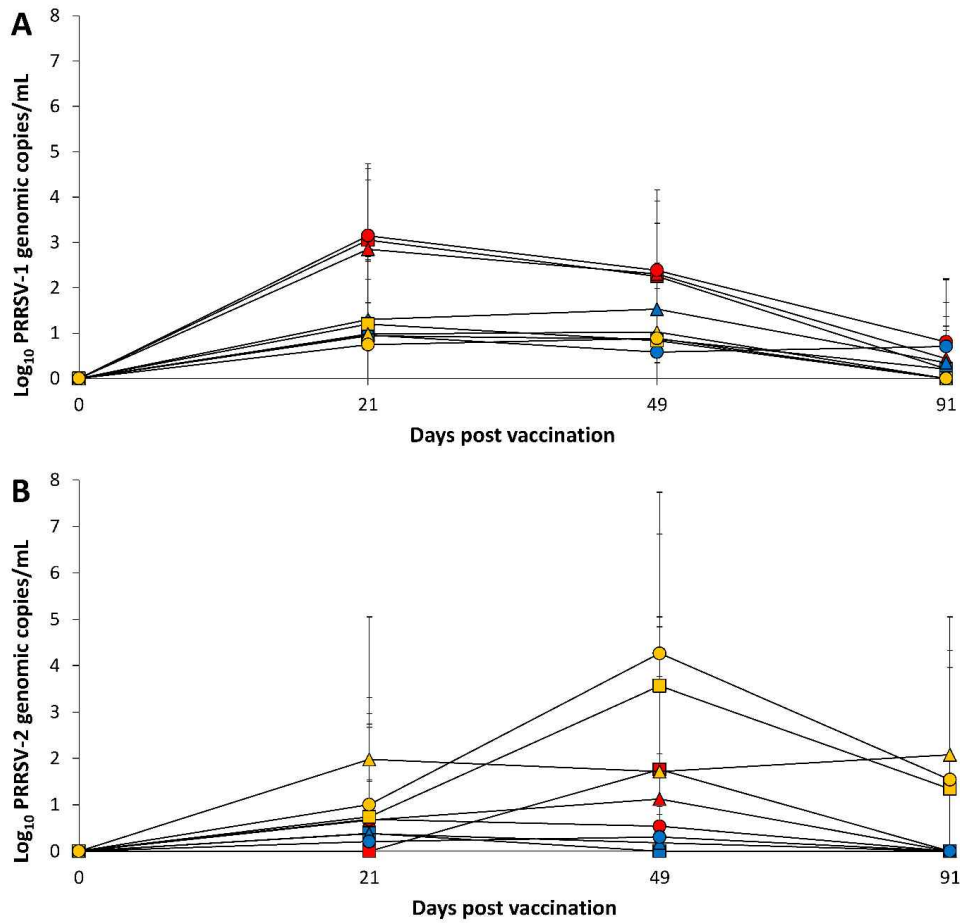 A
Log₁₀ PRRSV-1 genomic copies/mL
8
7
6
5
4
3
2
1
0
0 21 49 91
Days post vaccination
B
Log₁₀ PRRSV-2 genomic copies/mL
8
7
6
5
4
3
2
1
0
0 21 49 91
Days post vaccination